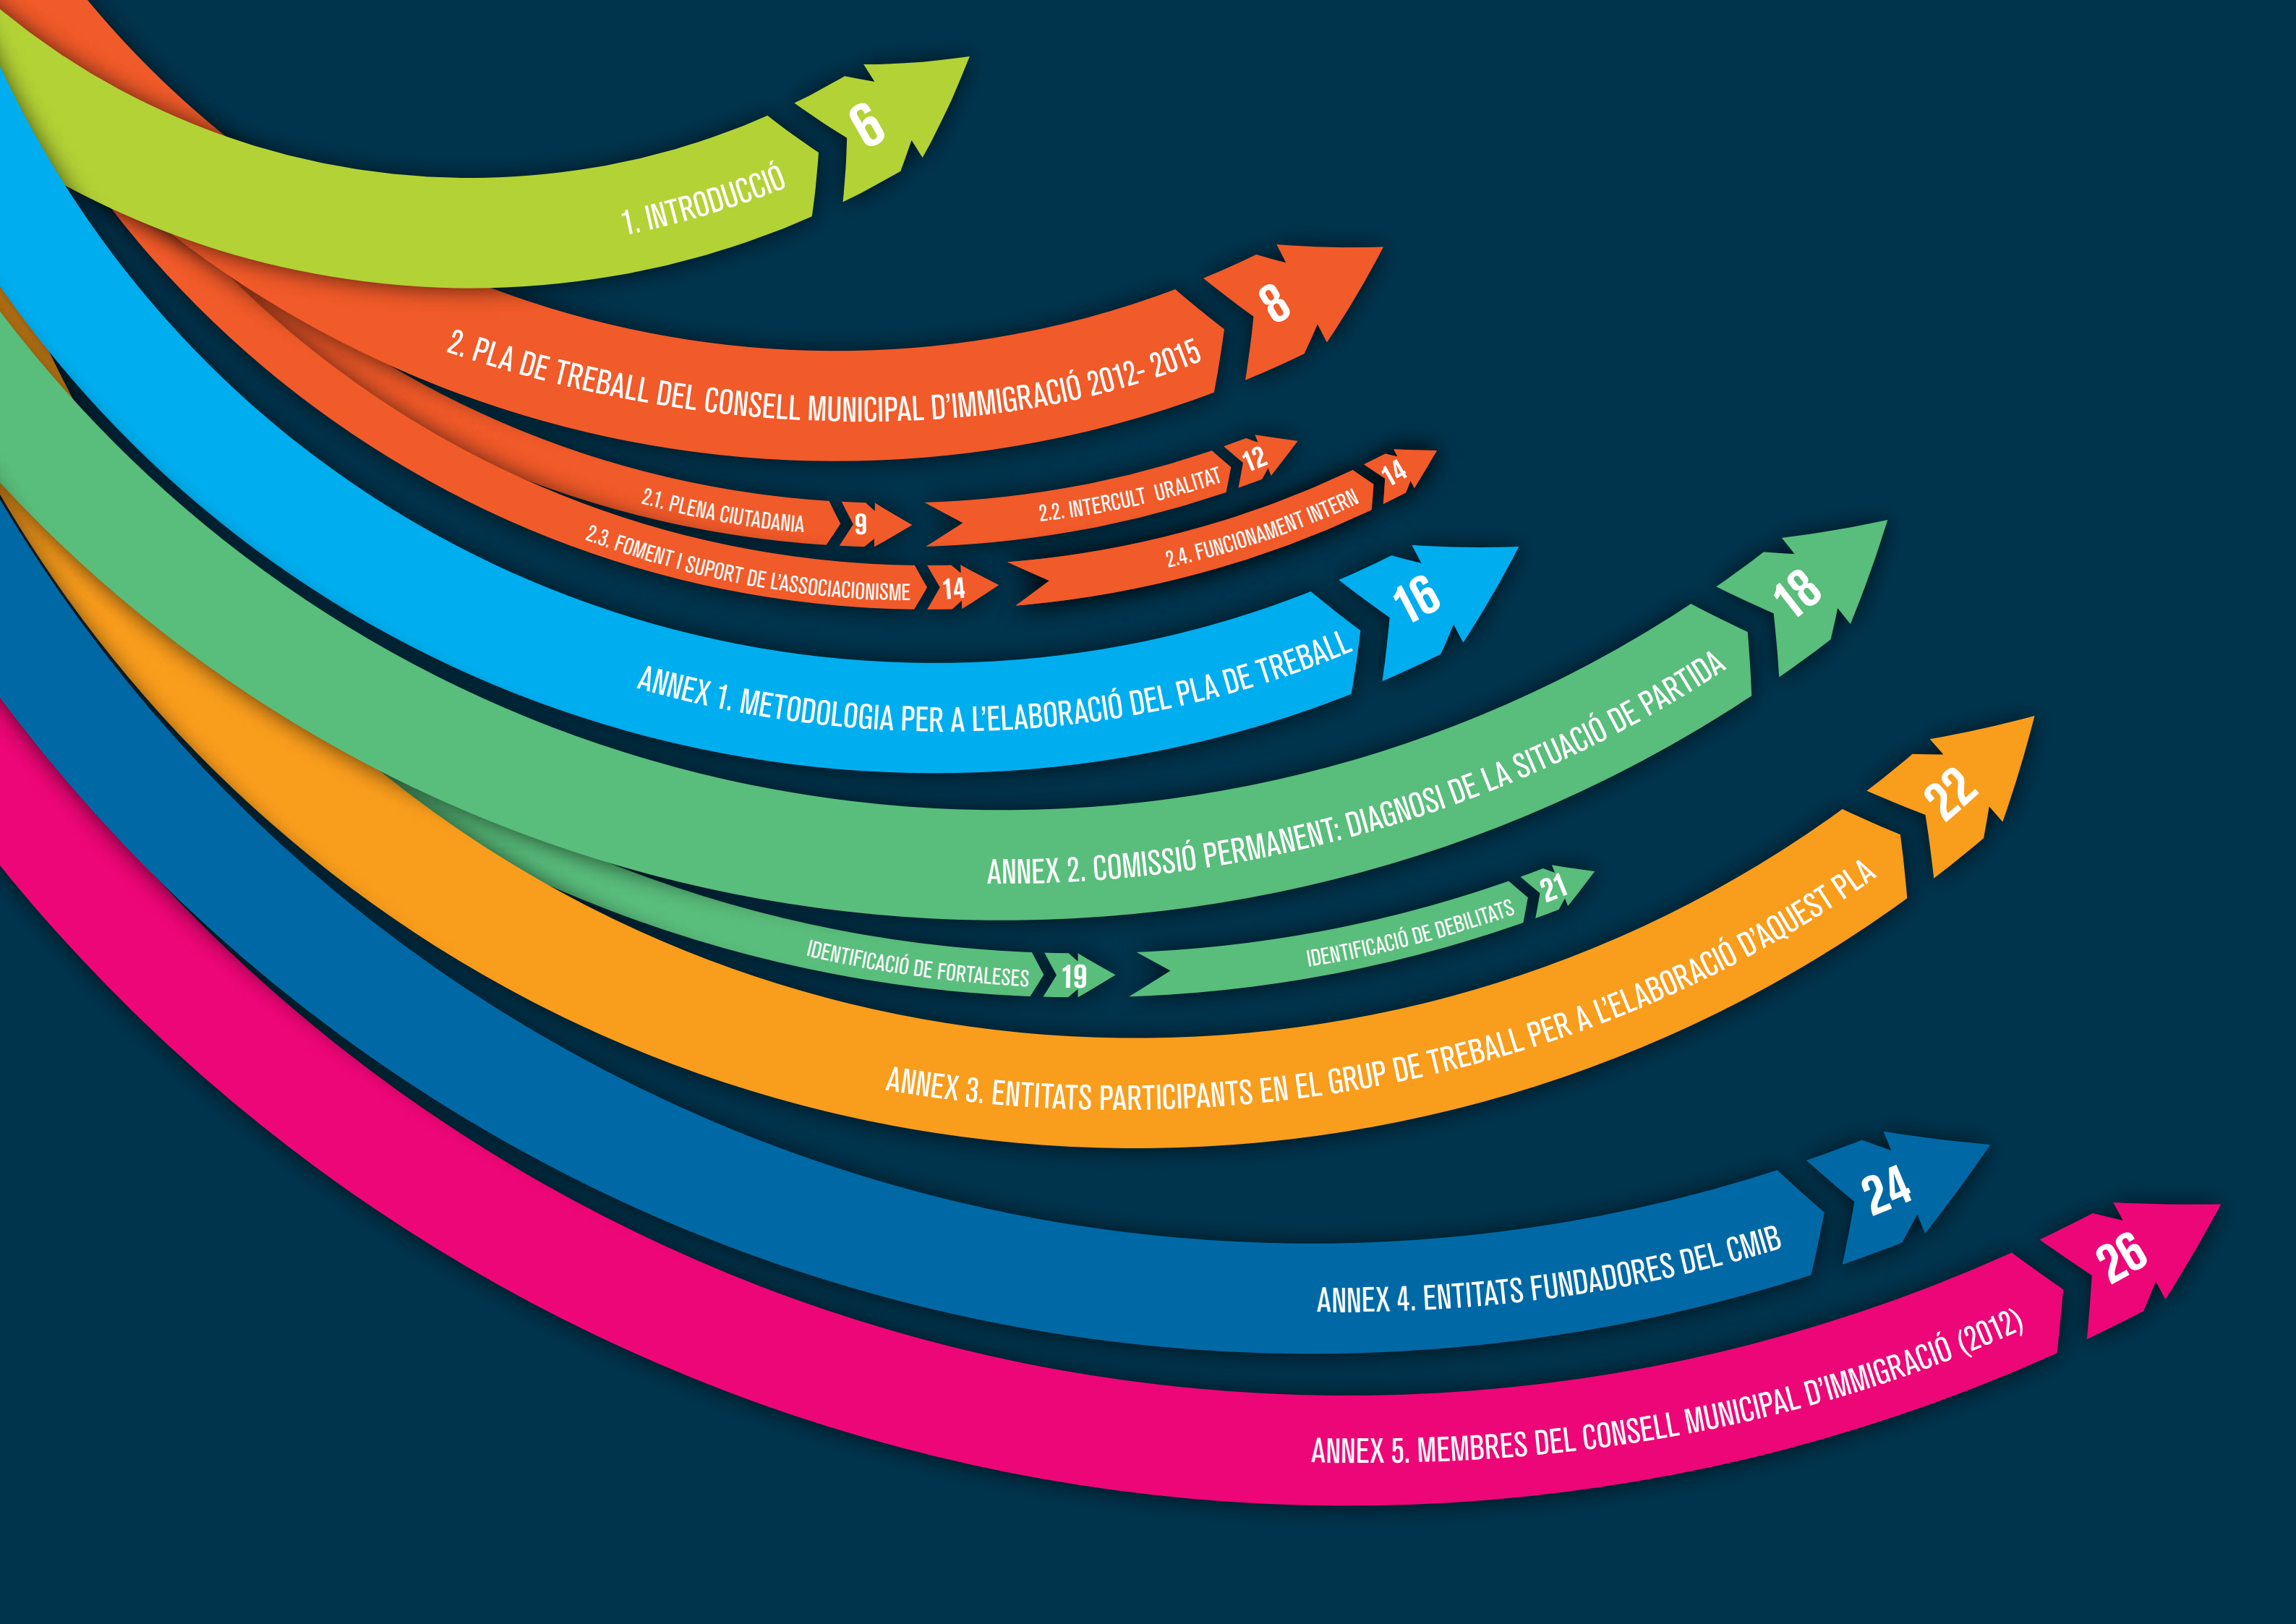 1. INTRODUCCIÓ 6
2. PLA DE TREBALL DEL CONSELL MUNICIPAL D'IMMIGRACIÓ 2012- 2015 8
2.1. PLENA CIUTADANIA 9
2.2. INTERCULT URALITAT 12
2.3. FOMENT I SUPORT DE L'ASSOCIACIONISME 14
2.4. FUNCIONAMENT INTERN 14
ANNEX 1. METODOLOGIA PER A L'ELABORACIÓ DEL PLA DE TREBALL 16
ANNEX 2. COMISSIÓ PERMANENT: DIAGNOSI DE LA SITUACIÓ DE PARTIDA 18
IDENTIFICACIÓ DE FORTALESES 19
IDENTIFICACIÓ DE DEBILITATS 21
ANNEX 3. ENTITATS PARTICIPANTS EN EL GRUP DE TREBALL PER A L'ELABORACIÓ D'AQUEST PLA 22
ANNEX 4. ENTITATS FUNDADORES DEL CMIB 24
ANNEX 5. MEMBRES DEL CONSELL MUNICIPAL D'IMMIGRACIÓ (2012) 26